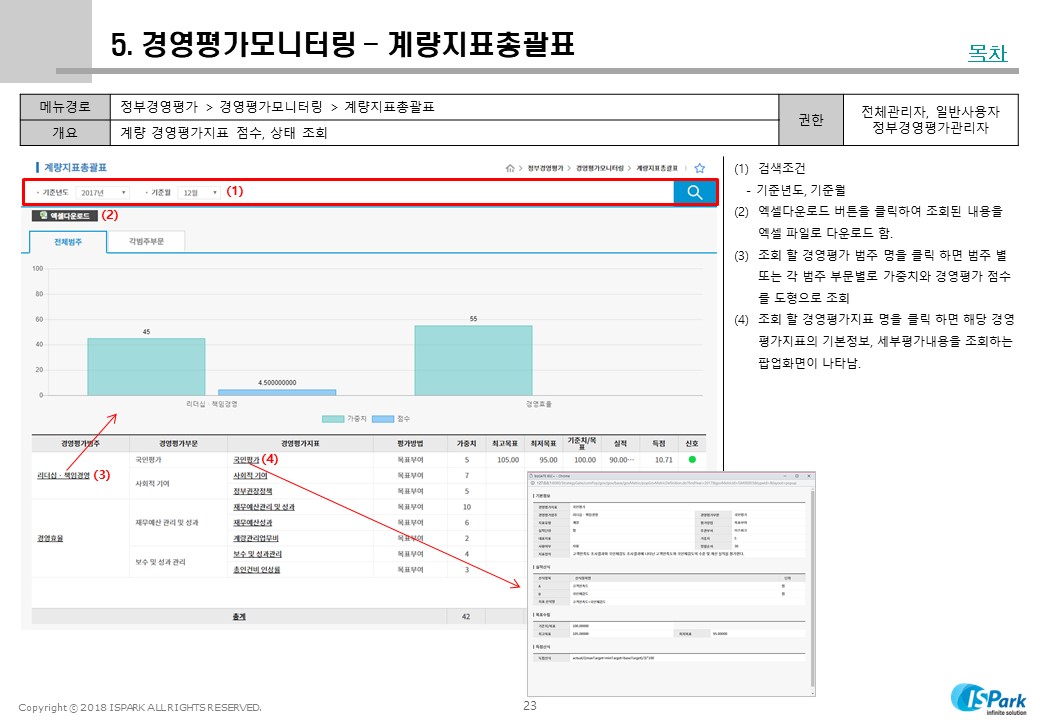 5. 경영평가모니터링 – 계량지표총괄표
목차
메뉴경로
정부경영평가 > 경영평가모니터링 > 계량지표총괄표
개요
계량 경영평가지표 점수, 상태 조회
권한
전체관리자, 일반사용자
정부경영평가관리자
계량지표총괄표
정부경영평가 > 경영평가모니터링 > 계량지표총괄표
기준년도 2017년 기준월 12월 (1)
엑셀다운로드 (2)
전체범주 각범주부문
100
80
60
40
20
0
45
4.500000000
55
리더십 · 책임경영
경영효율
가중치 점수
경영평가범주 경영평가부문 경영평가지표 평가방법 가중치 최고목표 최저목표 기준치/목표 실적 득점 신호
리더십 · 책임경영 (3)
국민평가 국민평가 (4) 목표부여 5 105.00 95.00 100.00 90.00… 10.71
사회적 기여 사회적 기여 목표부여 7
정부권장정책 목표부여 5
경영효율
재무예산 관리 및 성과 재무예산관리 및 성과 목표부여 10
재무예산성과 목표부여 6
계량관리업무비 목표부여 2
보수 및 성과 관리 보수 및 성과관리 목표부여 4
총인건비 인상률 목표부여 3
총계 42
기본정보
실적산식
목표수립
득점산식
(1) 검색조건
- 기준년도, 기준월
(2) 엑셀다운로드 버튼을 클릭하여 조회된 내용을
엑셀 파일로 다운로드 함.
(3) 조회 할 경영평가 범주 명을 클릭 하면 범주 별
또는 각 범주 부문별로 가중치와 경영평가 점수
를 도형으로 조회
(4) 조회 할 경영평가지표 명을 클릭 하면 해당 경영
평가지표의 기본정보, 세부평가내용을 조회하는
팝업화면이 나타남.
Copyright ⓒ 2018 ISPARK ALL RIGHTS RESERVED.
23
ISPark
infinite solution